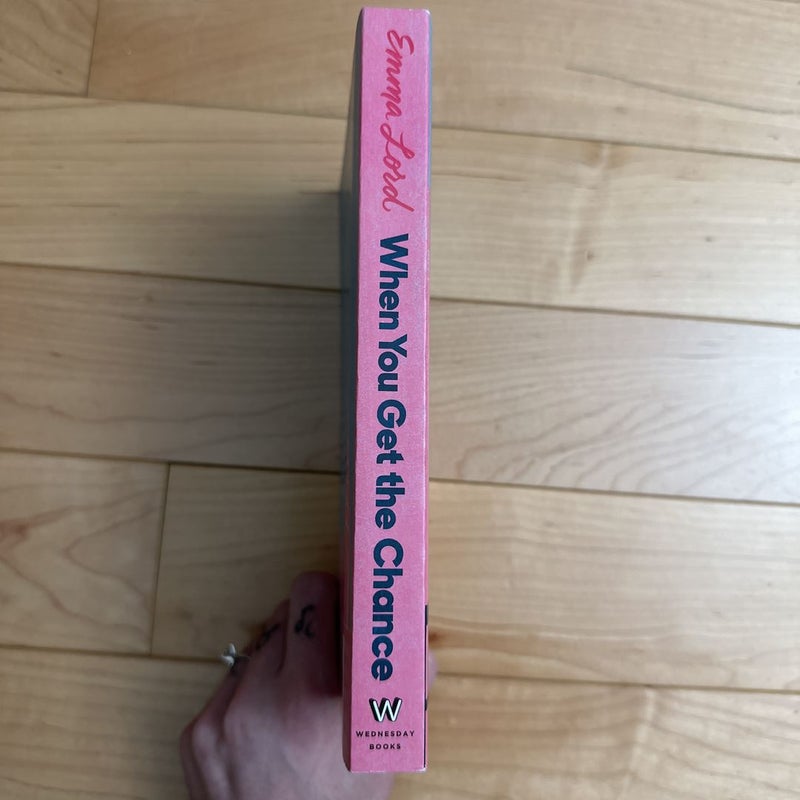 Emma Lord
When You Get the Chance
W
WEDNESDAY
BOOKS